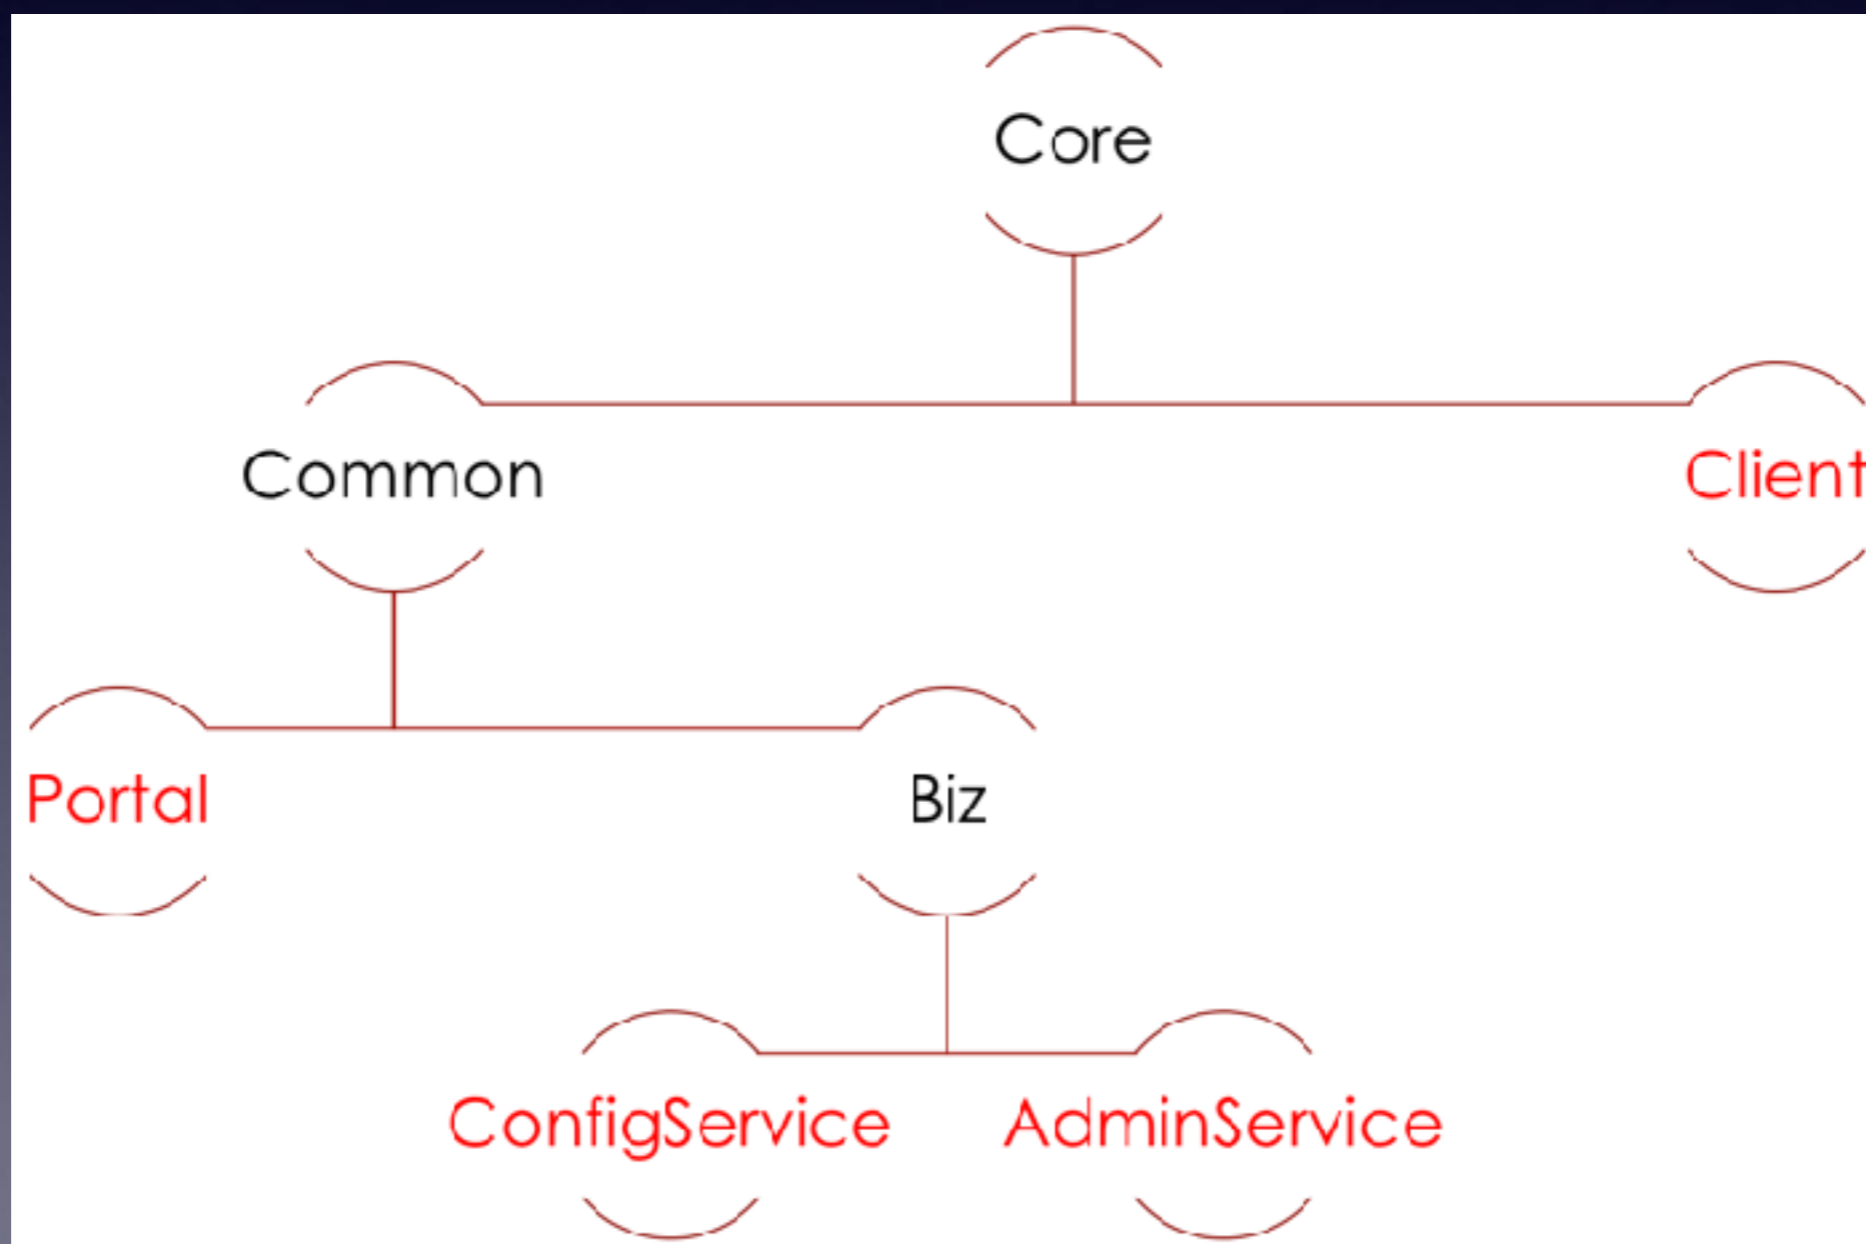 Core
Common
Client
Portal
Biz
ConfigService
AdminService